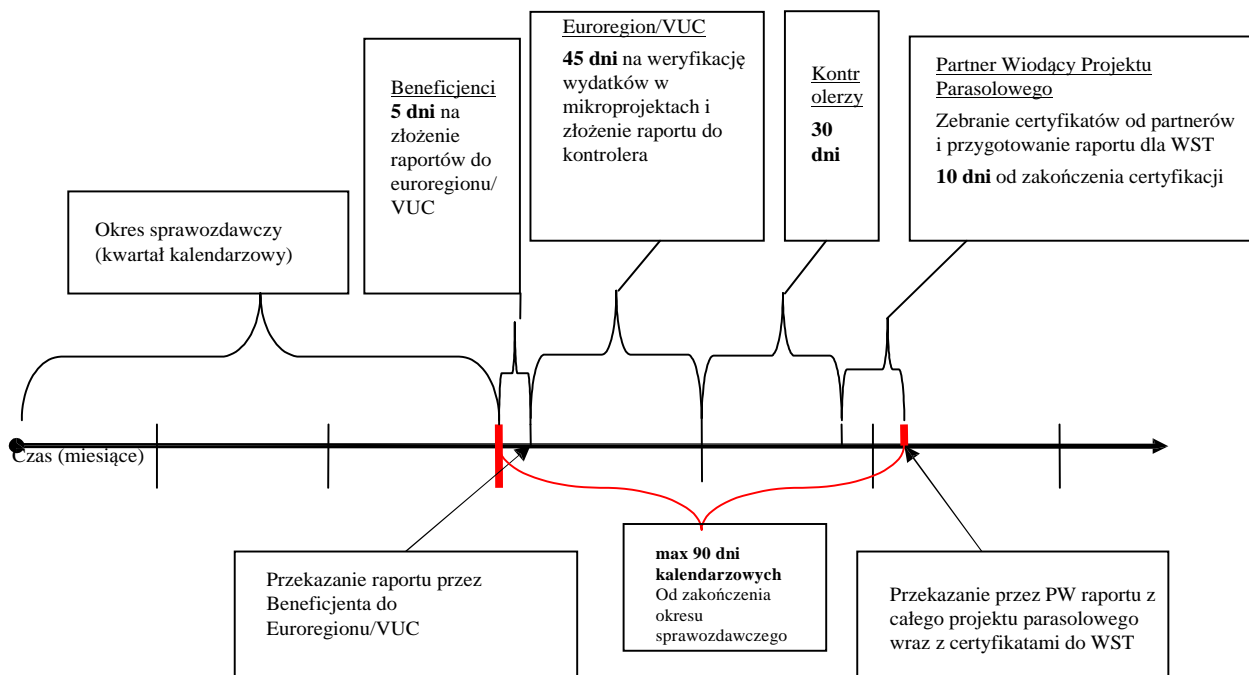 Okres sprawozdawczy
(kwartał kalendarzowy)
Beneficjenci
5 dni na
złożenie
raportów do
euroregionu/
VUC
Euroregion/VUC
45 dni na weryfikację
wydatków w
mikroprojektach i
złożenie raportu do
kontrolera
Kontr
olerzy
30
dni
Partner Wiodący Projektu
Parasolowego
Zebranie certyfikatów od partnerów
i przygotowanie raportu dla WST
10 dni od zakończenia certyfikacji
Czas (miesiące)
Przekazanie raportu przez
Beneficjenta do
Euroregionu/VUC
max 90 dni
kalendarzowych
Od zakończenia
okresu
sprawozdawczego
Przekazanie przez PW raportu z
całego projektu parasolowego
wraz z certyfikatami do WST